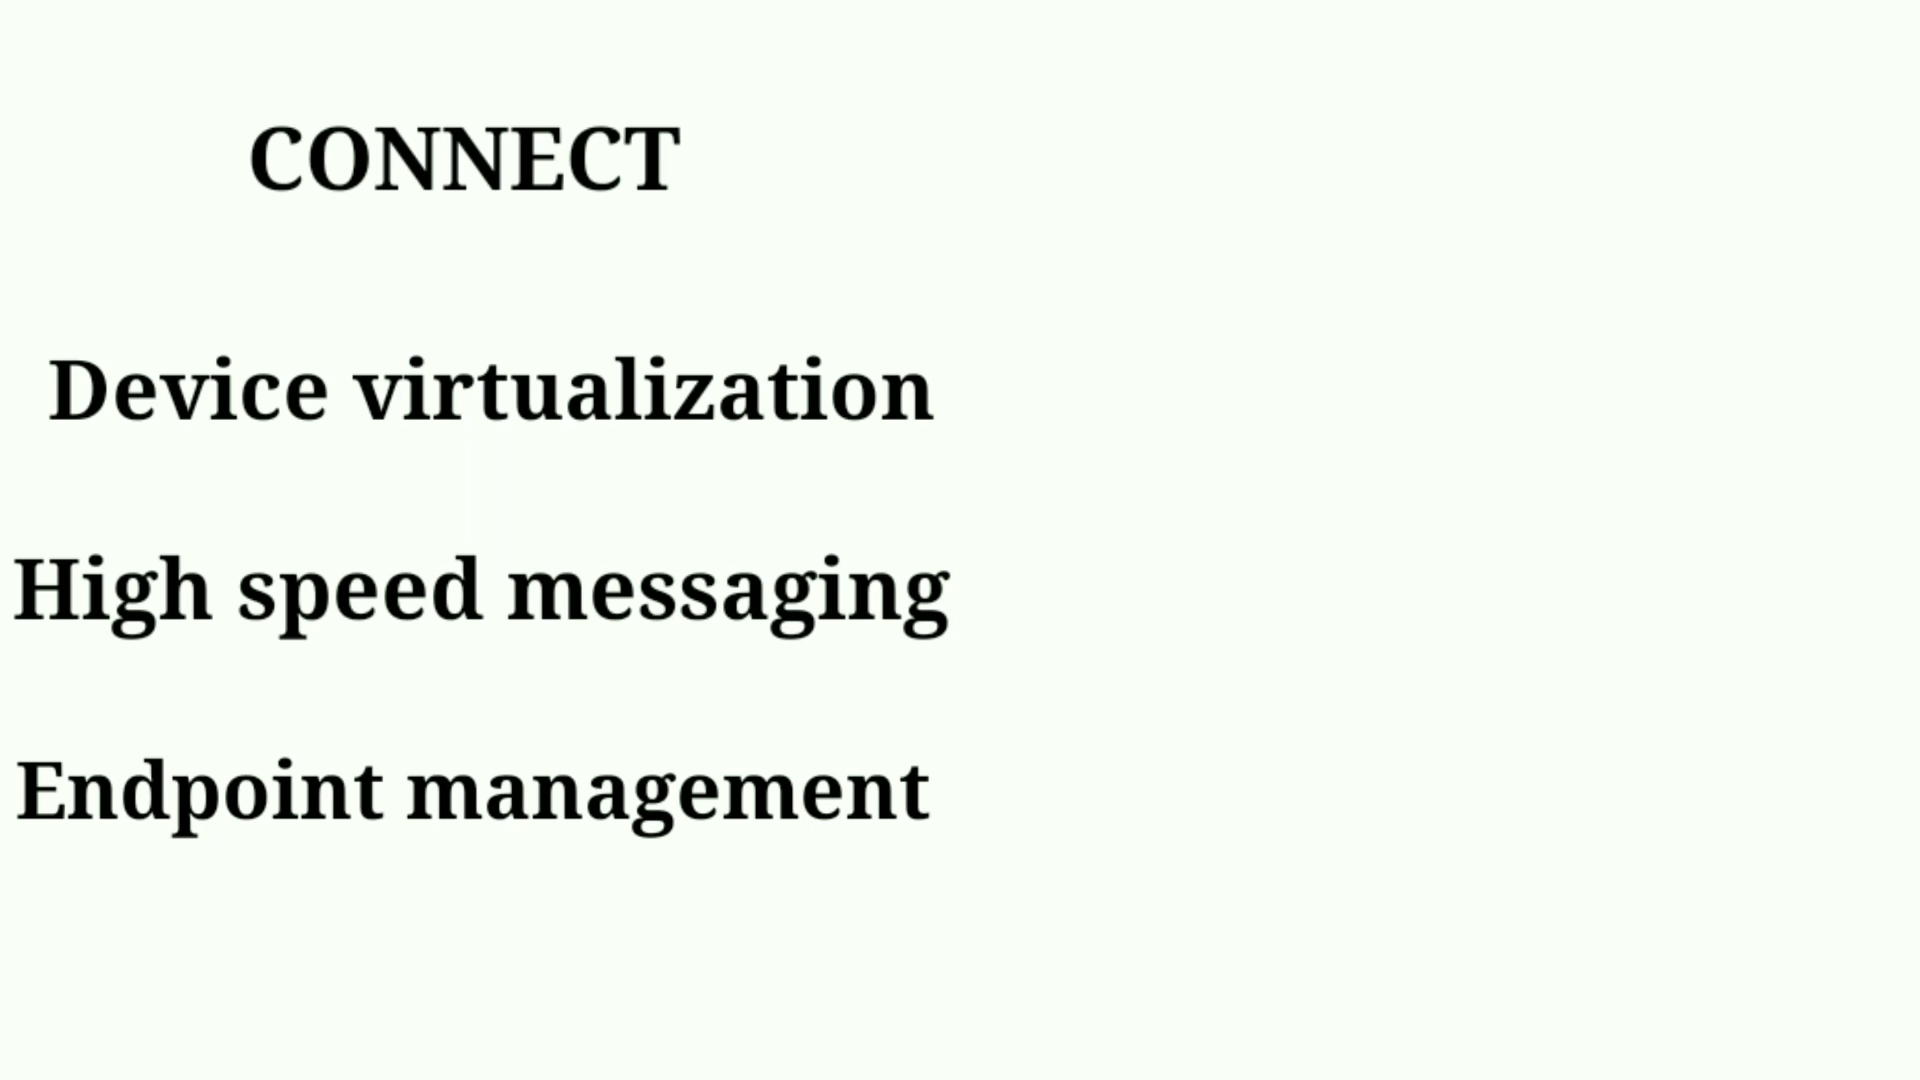 CONNECT
Device virtualization
High speed messaging
Endpoint management